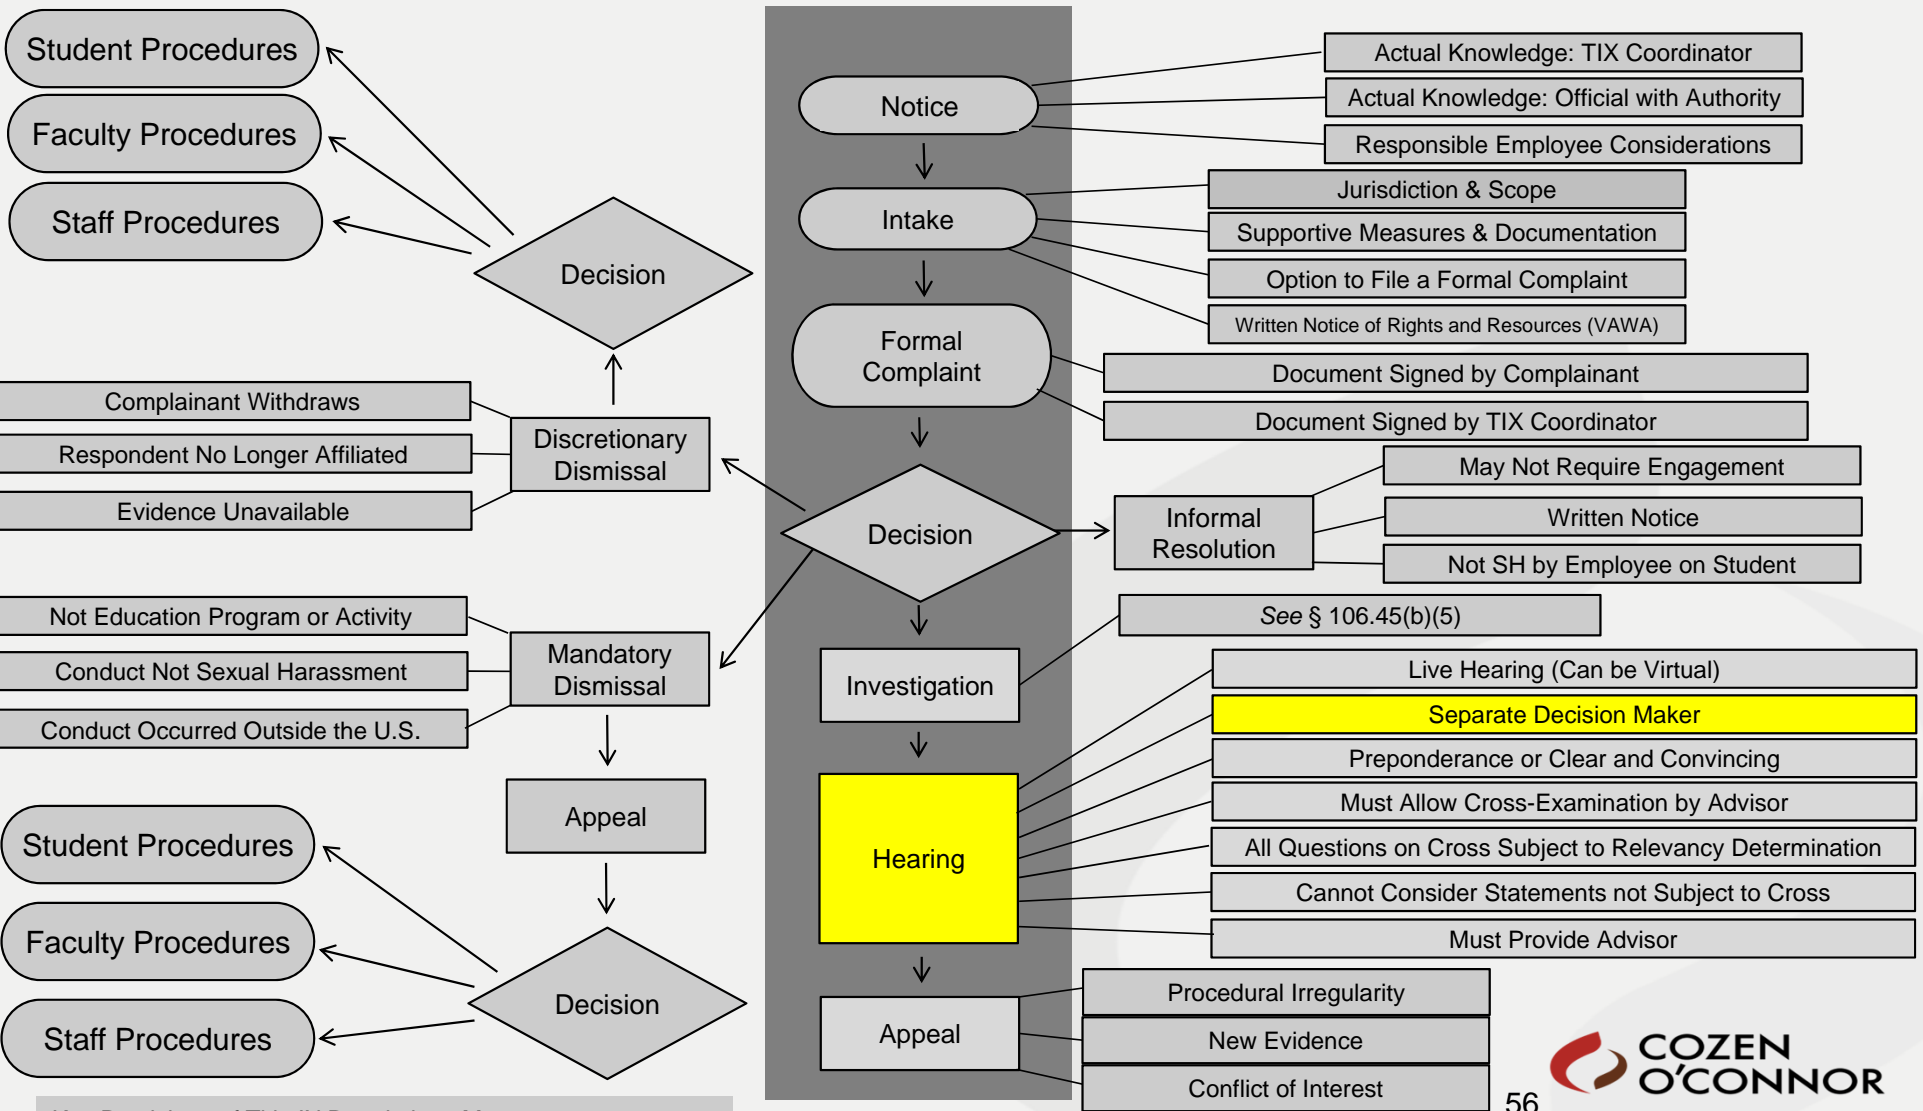 Student Procedures
Faculty Procedures
Staff Procedures
Decision
Complainant Withdraws
Respondent No Longer Affiliated
Evidence Unavailable
Discretionary
Dismissal
Not Education Program or Activity
Conduct Not Sexual Harassment
Conduct Occurred Outside the U.S.
Mandatory
Dismissal
Appeal
Student Procedures
Faculty Procedures
Staff Procedures
Decision
Notice
Intake
Formal
Complaint
Decision
Investigation
Hearing
Appeal
Actual Knowledge: TIX Coordinator
Actual Knowledge: Official with Authority
Responsible Employee Considerations
Jurisdiction & Scope
Supportive Measures & Documentation
Option to File a Formal Complaint
Written Notice of Rights and Resources (VAWA)
Document Signed by Complainant
Document Signed by TIX Coordinator
Informal
Resolution
May Not Require Engagement
Written Notice
Not SH by Employee on Student
See § 106.45(b)(5)
Live Hearing (Can be Virtual)
Separate Decision Maker
Preponderance or Clear and Convincing
Must Allow Cross-Examination by Advisor
All Questions on Cross Subject to Relevancy Determination
Cannot Consider Statements not Subject to Cross
Must Provide Advisor
Procedural Irregularity
New Evidence
Conflict of Interest
COZEN
O'CONNOR
56